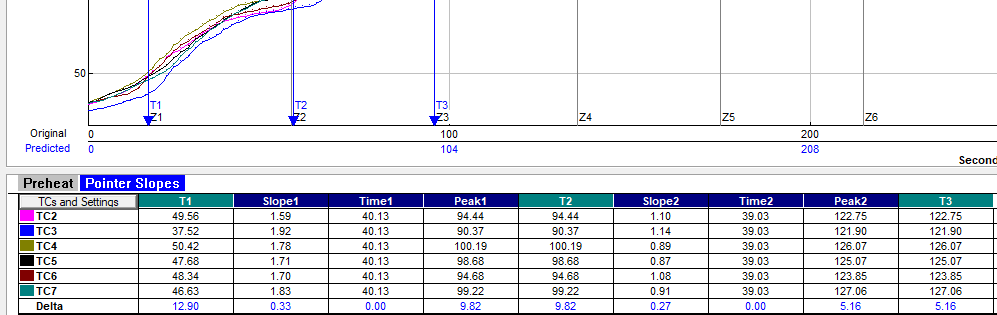 50
T1 T2 T3
Z1 Z2 Z3 Z4 Z5 Z6
Original 0 100 200
Predicted 0 104 208
Second
Preheat Pointer Slopes
TCs and Settings T1 Slope1 Time1 Peak1 T2 Slope2 Time2 Peak2 T3
TC2 49.56 1.59 40.13 94.44 94.44 1.10 39.03 122.75 122.75
TC3 37.52 1.92 40.13 90.37 90.37 1.14 39.03 121.90 121.90
TC4 50.42 1.78 40.13 100.19 100.19 0.89 39.03 126.07 126.07
TC5 47.68 1.71 40.13 98.68 98.68 0.87 39.03 125.07 125.07
TC6 48.34 1.70 40.13 94.68 94.68 1.08 39.03 123.85 123.85
TC7 46.63 1.83 40.13 99.22 99.22 0.91 39.03 127.06 127.06
Delta 12.90 0.33 0.00 9.82 9.82 0.27 0.00 5.16 5.16